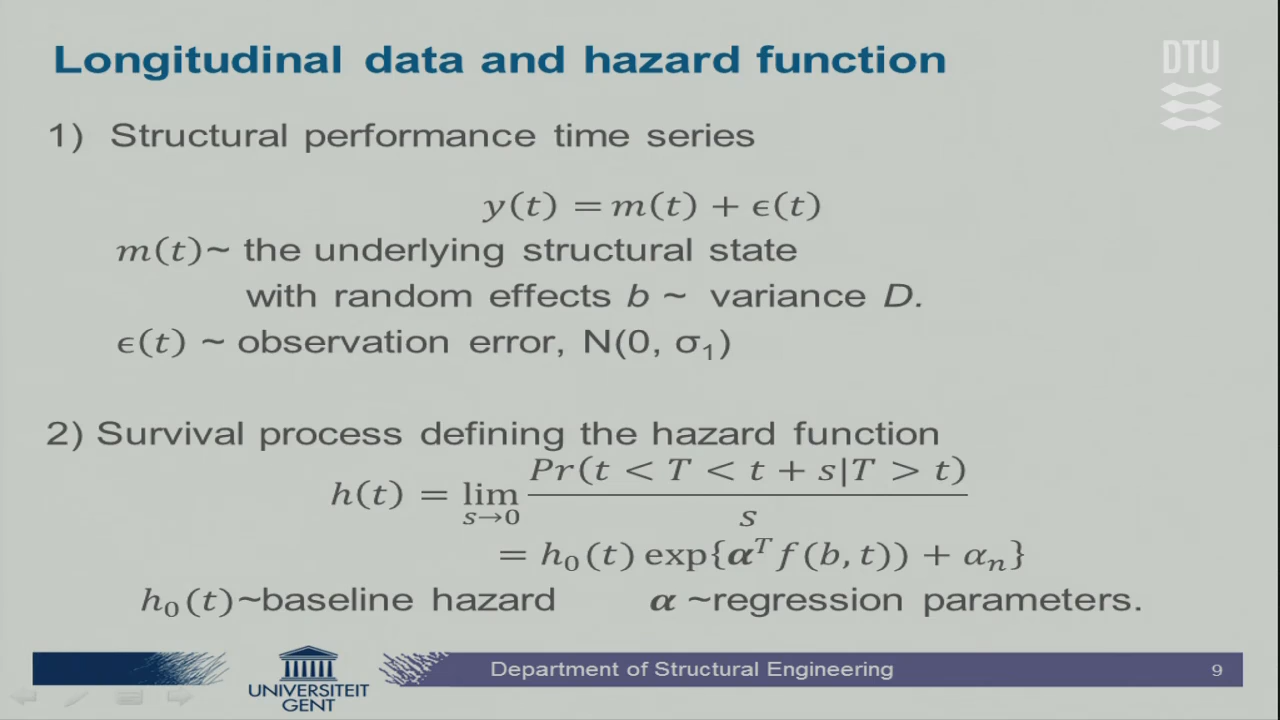 Longitudinal data and hazard function
DTU
1) Structural performance time series
y(t) = m(t) + ϵ(t)
m(t)~ the underlying structural state
with random effects b ~ variance D.
ϵ(t) ~ observation error, N(0, σ₁)
2) Survival process defining the hazard function
h(t) = lim_{s→0} Pr(t < T < t + s|T > t) / s
= h₀(t) exp{α^T f(b, t)) + αₙ}
h₀(t)~baseline hazard α ~regression parameters.
UNIVERSITEIT
GENT
Department of Structural Engineering
9